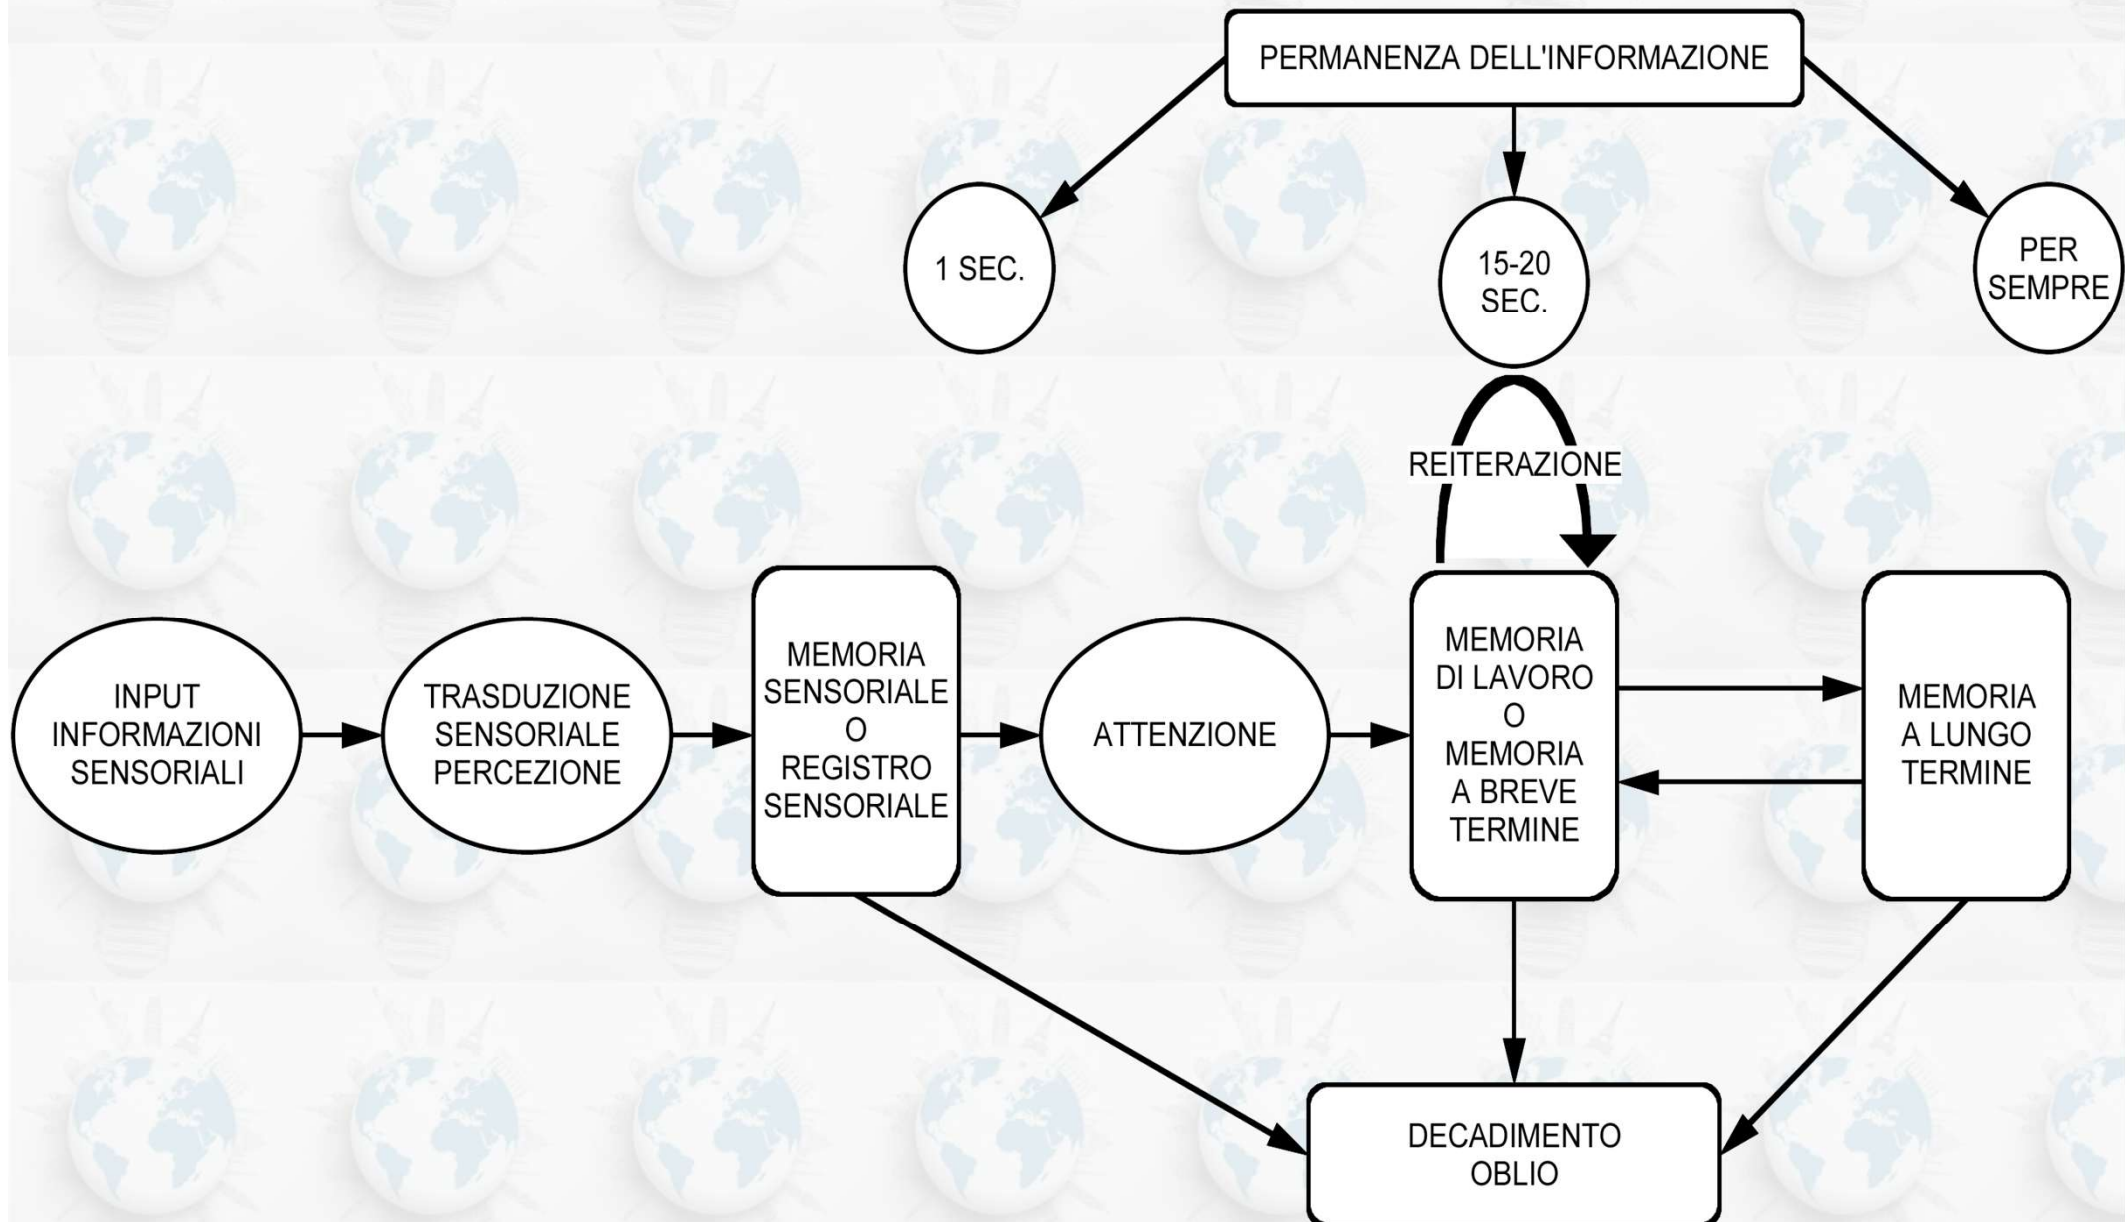 PERMANENZA DELL'INFORMAZIONE
1 SEC.
15-20
SEC.
PER
SEMPRE
REITERAZIONE
INPUT
INFORMAZIONI
SENSORIALI
TRASDUZIONE
SENSORIALE
PERCEZIONE
MEMORIA
SENSORIALE
O
REGISTRO
SENSORIALE
ATTENZIONE
MEMORIA
DI LAVORO
O
MEMORIA
A BREVE
TERMINE
MEMORIA
A LUNGO
TERMINE
DECADIMENTO
OBLIO